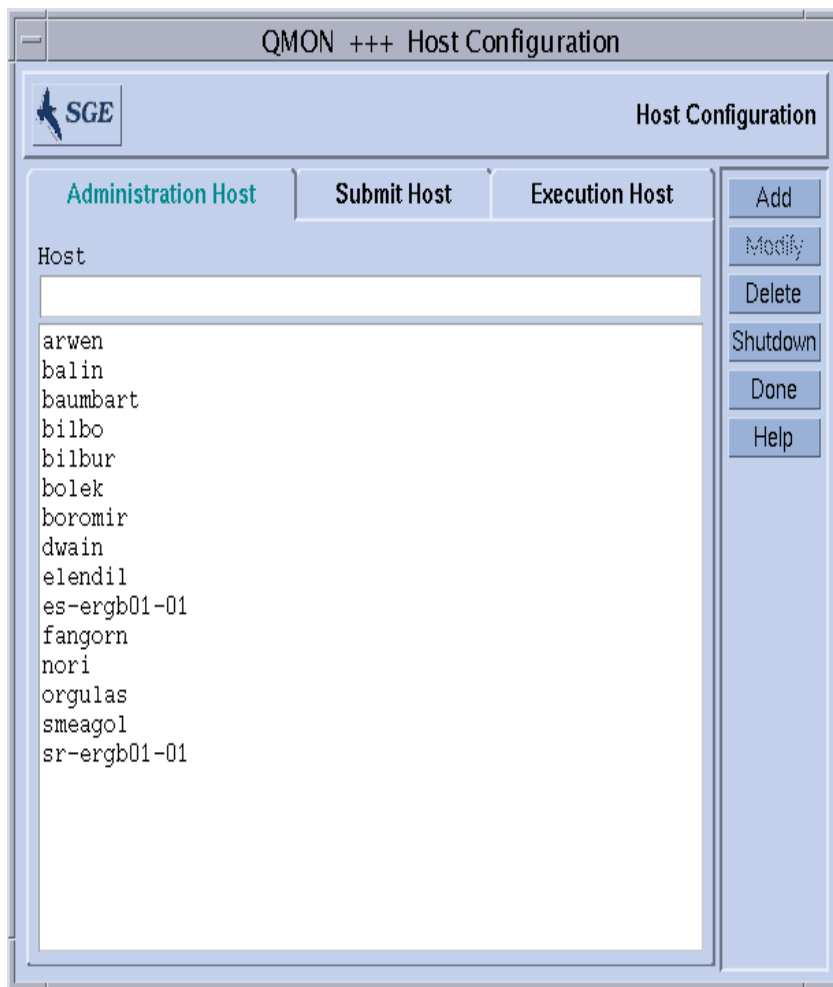 QMON +++ Host Configuration
SGE
Host Configuration
Administration Host
Submit Host
Execution Host
Host
arwen
balin
baumbart
bilbo
bilbur
bolek
boromir
dwain
elendil
es-ergb01-01
fangorn
nori
orgulas
smeagol
sr-ergb01-01
Add
Modify
Delete
Shutdown
Done
Help